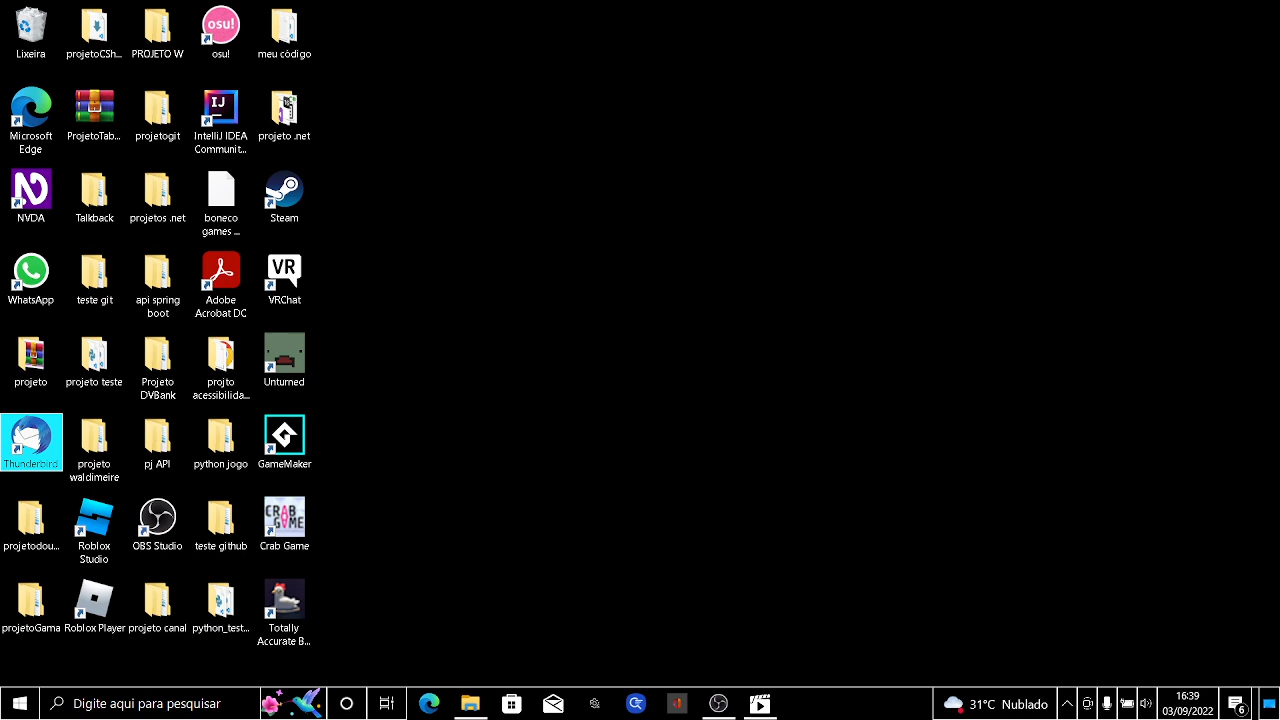 Lixeira
projetoCSh...
PROJETO W
osu!
osu!
meu código
Microsoft
Edge
ProjetoTab...
projetogit
IJ
IntelliJ IDEA
Communit...
projeto .net
NVDA
Talkback
projetos .net
boneco
games ...
Steam
WhatsApp
teste git
api spring
boot
Adobe
Acrobat DC
VR
VRChat
projeto
projeto teste
Projeto
DVBank
projto
acessibilida...
Unturned
Thunderbird
projeto
waldimeire
pj API
python jogo
GameMaker
projetodou...
Roblox
Studio
OBS Studio
teste github
CRAB
GAME
Crab Game
projetoGama
Roblox Player
projeto canal
python_test...
Totally
Accurate B...
Digite aqui para pesquisar
31°C Nublado
16:39
03/09/2022
6